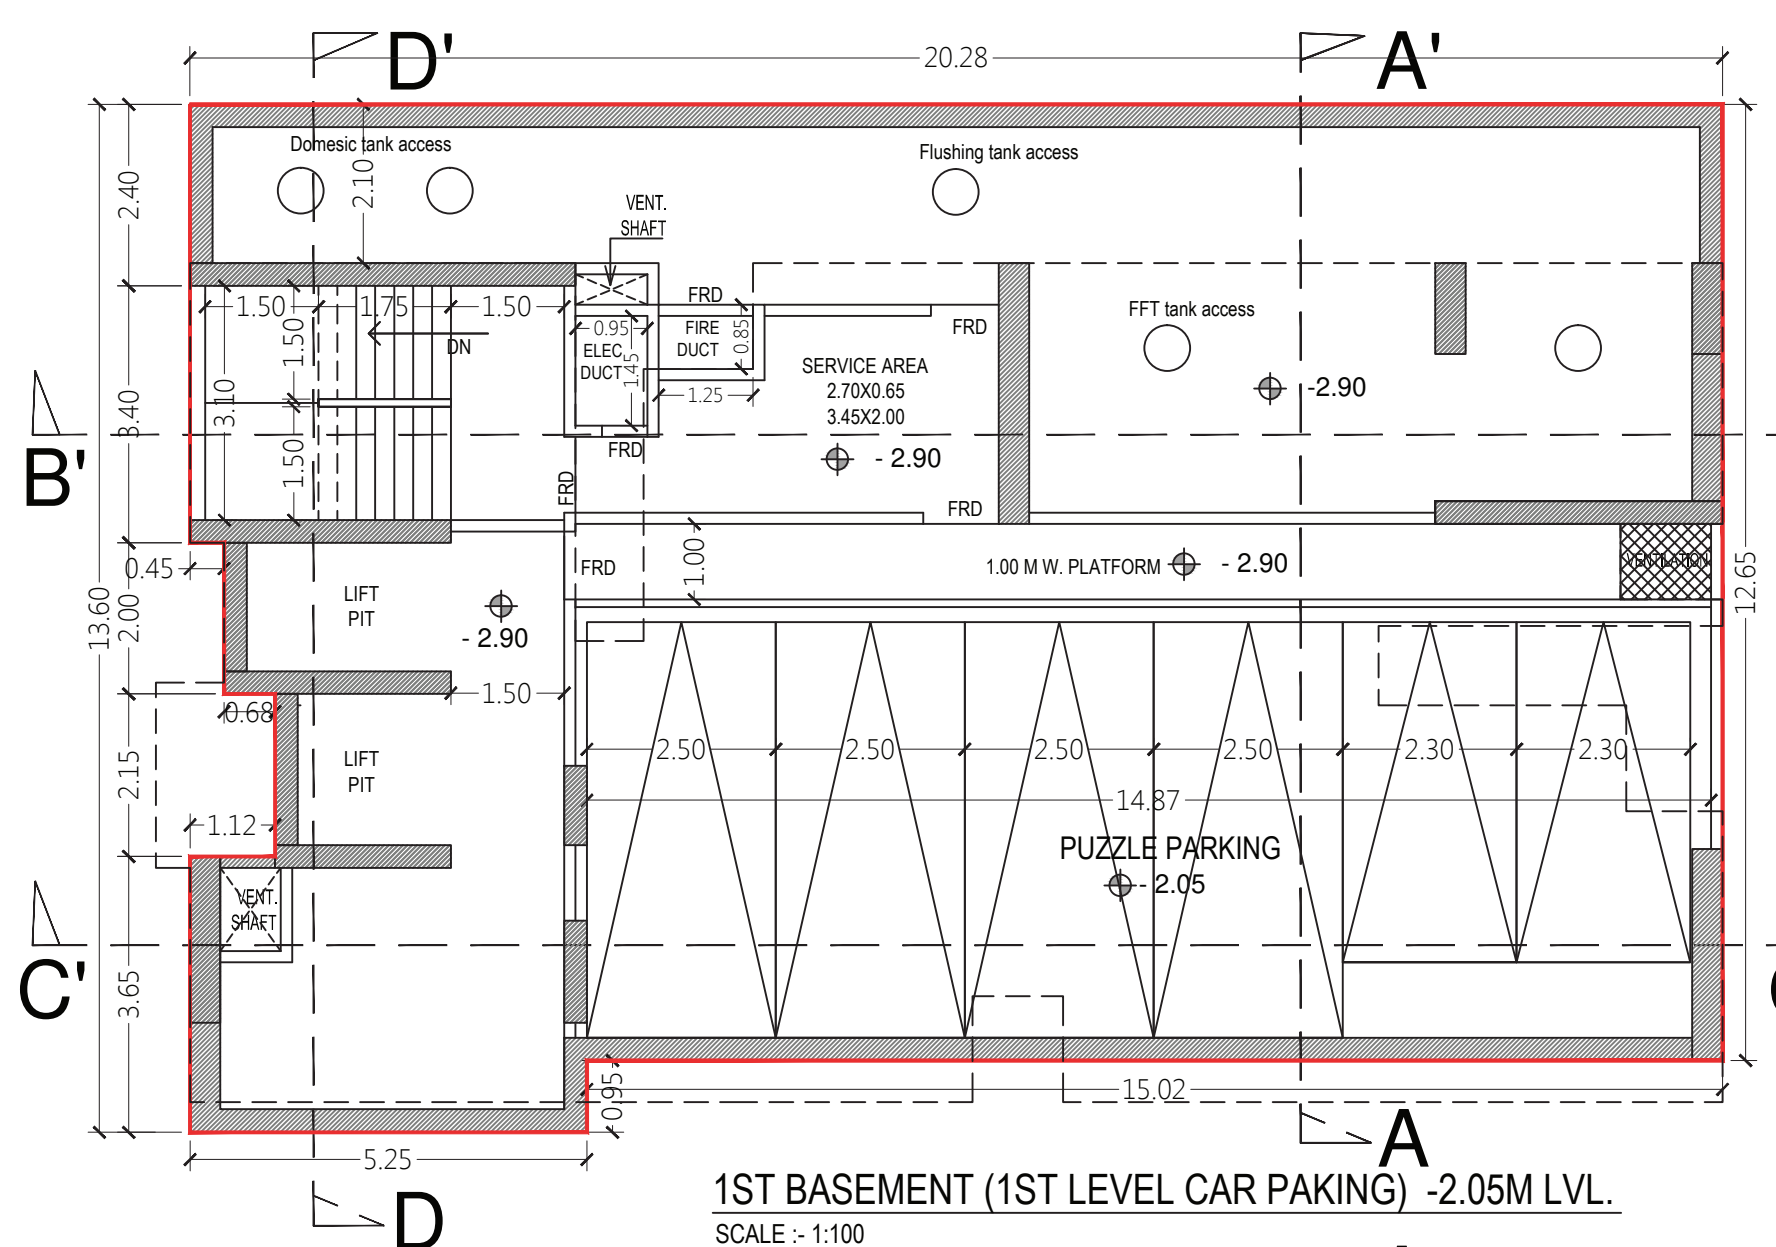 D'
A'
20.28
Domesic tank access
Flushing tank access
2.40
2.10
VENT.
SHAFT
FRD
1.50
1.75
1.50
FFT tank access
0.95
FIRE
DUCT
0.85
FRD
1.50
DN
ELEC
DUCT
1.45
SERVICE AREA
2.70X0.65
3.45X2.00
-2.90
1.25
3.40
3.10
B'
1.50
FRD
- 2.90
FRD
FRD
0.45
FRD
1.00
1.00 M W. PLATFORM
- 2.90
VENTILATION
12.65
13.60
2.00
LIFT
PIT
- 2.90
0.68
1.50
2.15
LIFT
PIT
2.50
2.50
2.50
2.50
2.30
2.30
14.87
1.12
PUZZLE PARKING
- 2.05
VENT.
SHAFT
C'
3.65
0.95
15.02
A
5.25
D
1ST BASEMENT (1ST LEVEL CAR PAKING) -2.05M LVL.
SCALE :- 1:100